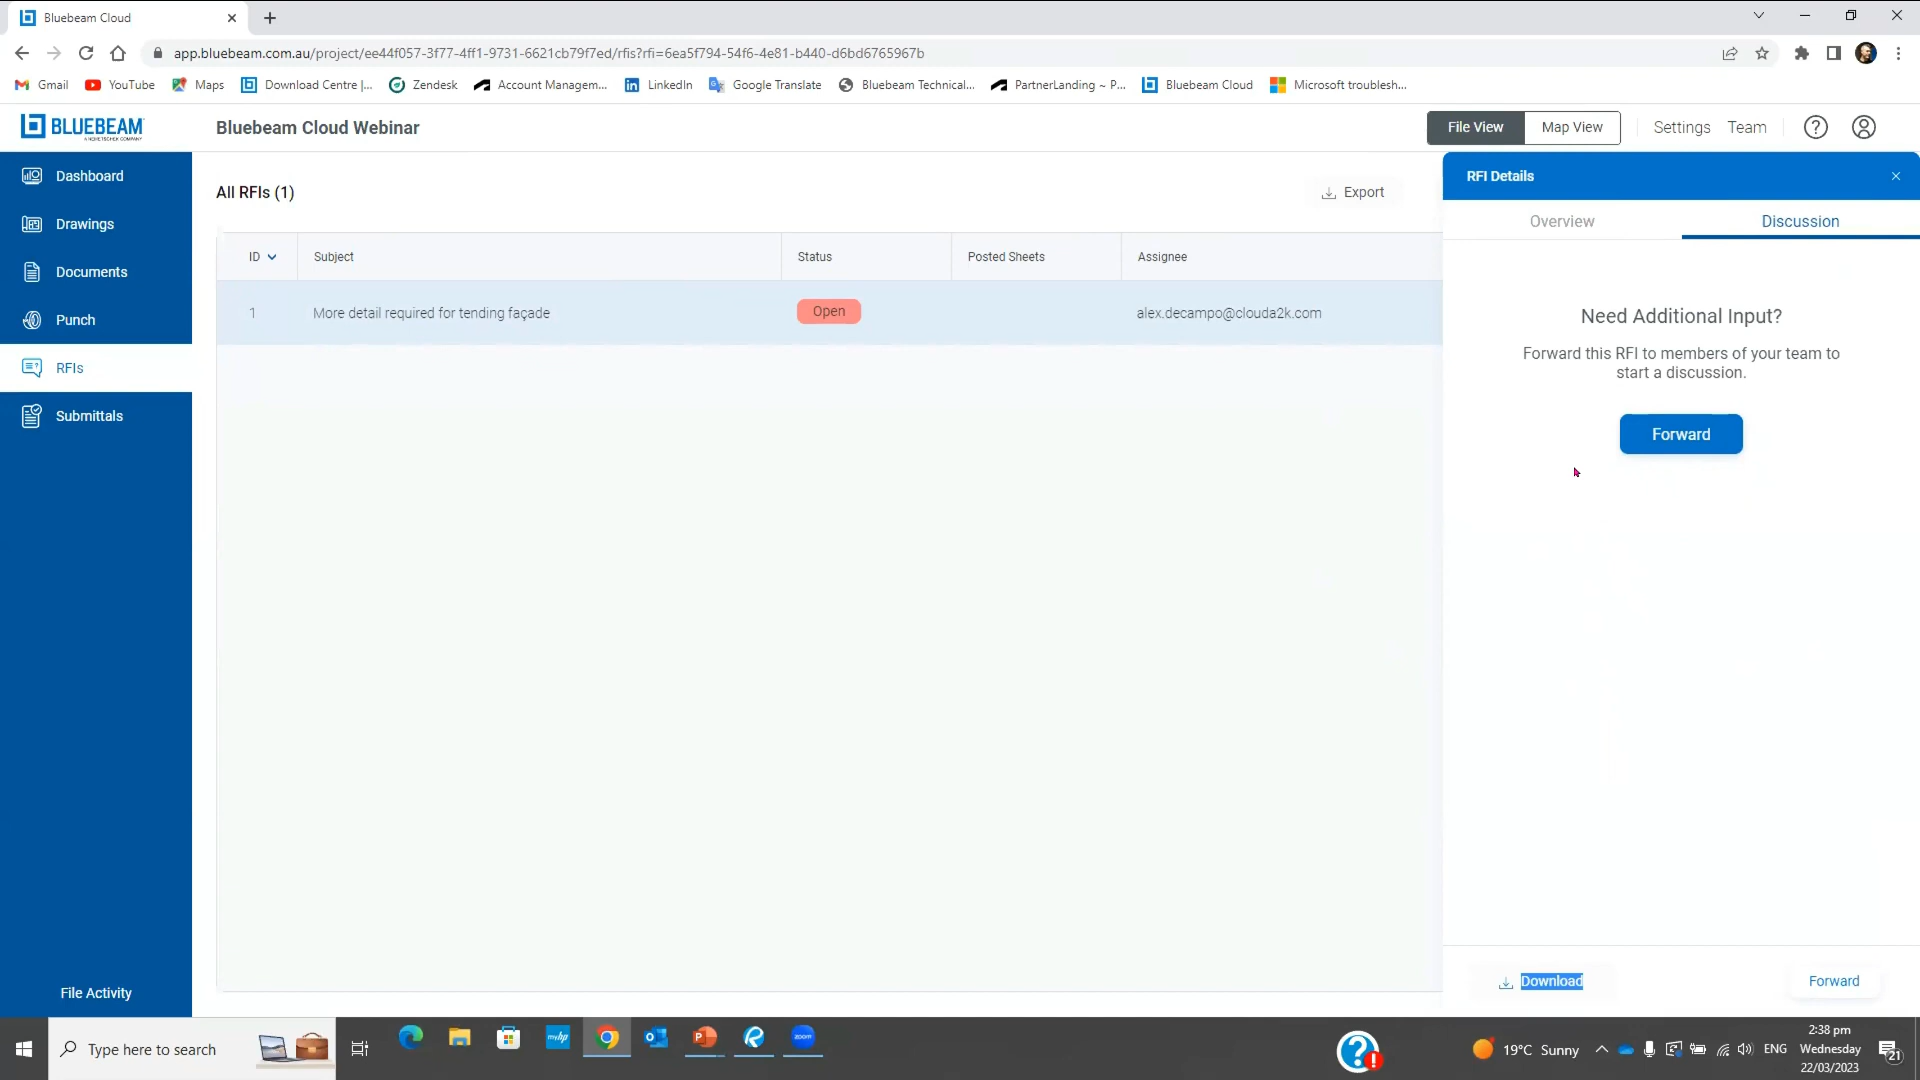 Bluebeam Cloud
app.bluebeam.com.au/project/ee44f057-3f77-4ff1-9731-6621cb79f7ed/rfis?rfi=6ea5f794-54f6-4e81-b440-d6bd6765967b
Gmail YouTube Maps Download Centre |... Zendesk Account Managem... LinkedIn Google Translate Bluebeam Technical... PartnerLanding ~ P... Bluebeam Cloud Microsoft troublesh...
BLUEBEAM
A NEMETSCHEK COMPANY
Bluebeam Cloud Webinar
File View Map View Settings Team
Dashboard
Drawings
Documents
Punch
RFIs
Submittals
File Activity
All RFIs (1)
Export
ID Subject Status Posted Sheets Assignee
1 More detail required for tending façade Open alex.decampo@clouda2k.com
RFI Details
Overview Discussion
Need Additional Input?
Forward this RFI to members of your team to
start a discussion.
Forward
Download Forward
Type here to search
myhp
zoom
19°C Sunny
ENG
2:38 pm
Wednesday
22/03/2023
21